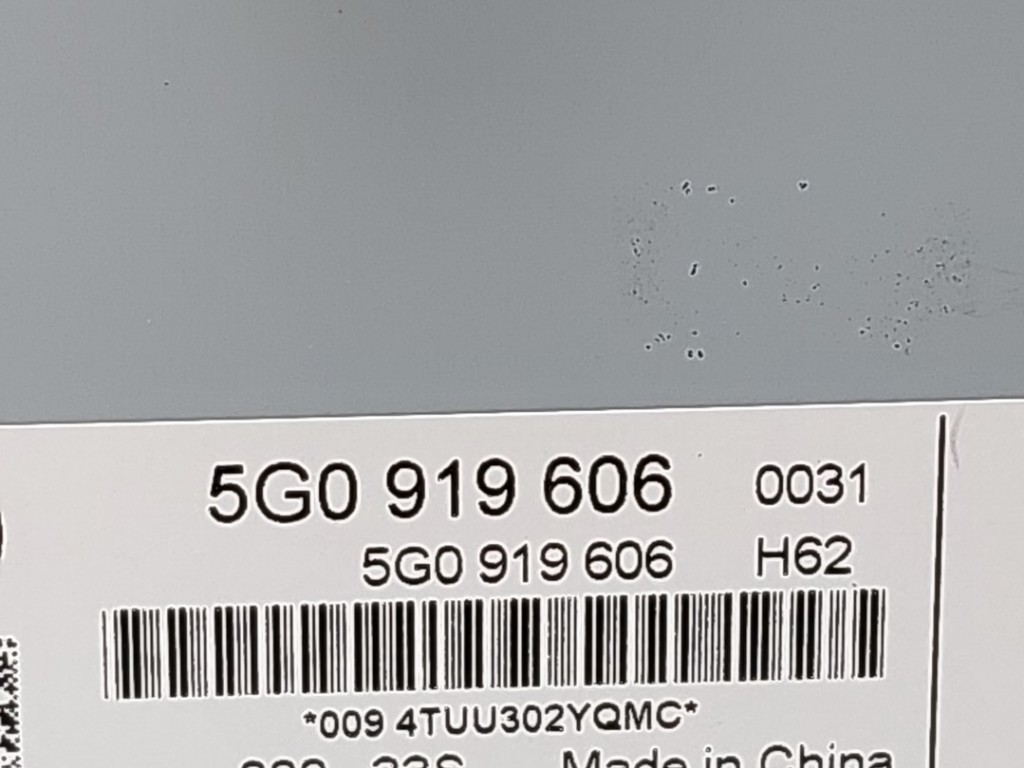 5G0 919 606 0031
5G0 919 606 H62
*009 4TUU302YQMC*
Made in China